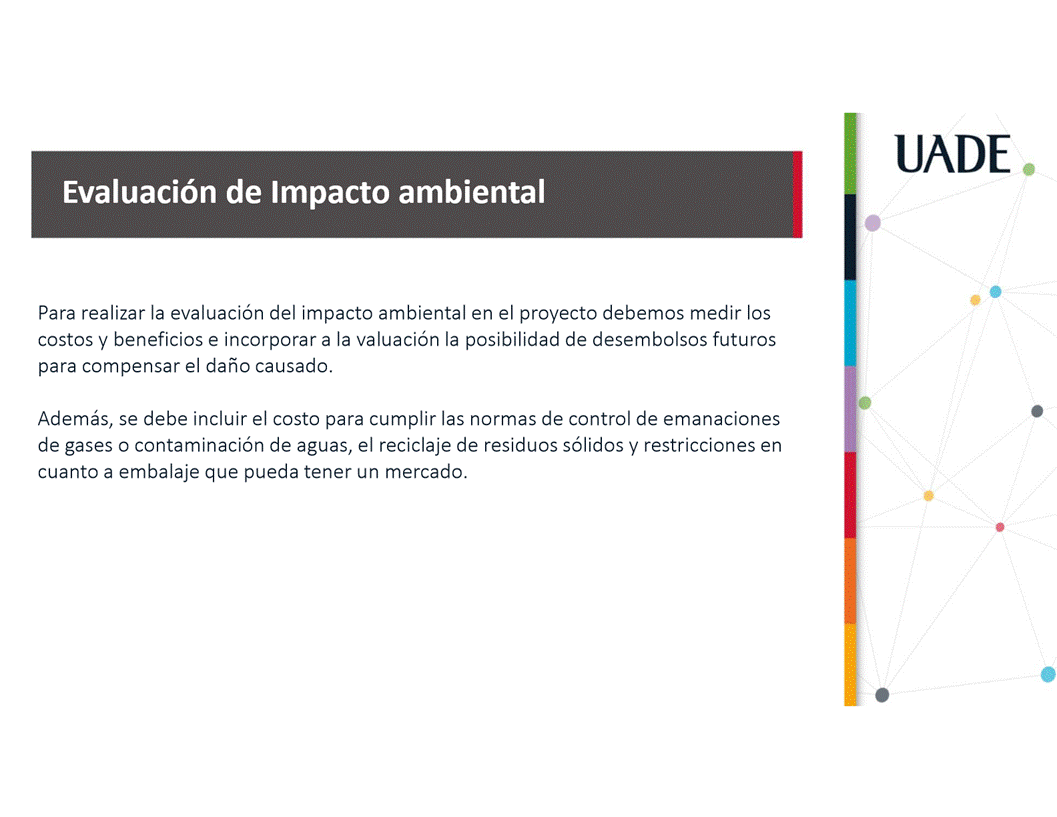 UADE
Evaluación de Impacto ambiental
Para realizar la evaluación del impacto ambiental en el proyecto debemos medir los
costos y beneficios e incorporar a la valuación la posibilidad de desembolsos futuros
para compensar el daño causado.
Además, se debe incluir el costo para cumplir las normas de control de emanaciones
de gases o contaminación de aguas, el reciclaje de residuos sólidos y restricciones en
cuanto a embalaje que pueda tener un mercado.